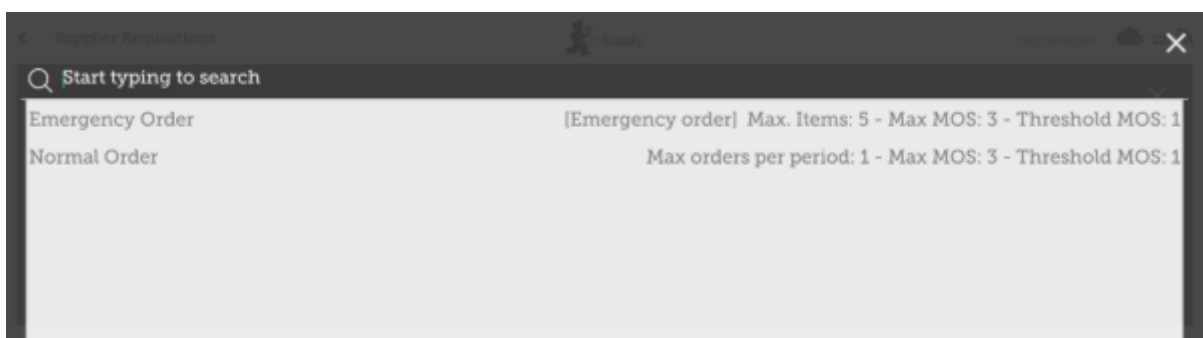 Supplier Requisitions
Supply
Start typing to search
Emergency Order [Emergency order] Max. Items: 5 - Max MOS: 3 - Threshold MOS: 1
Normal Order Max orders per period: 1 - Max MOS: 3 - Threshold MOS: 1